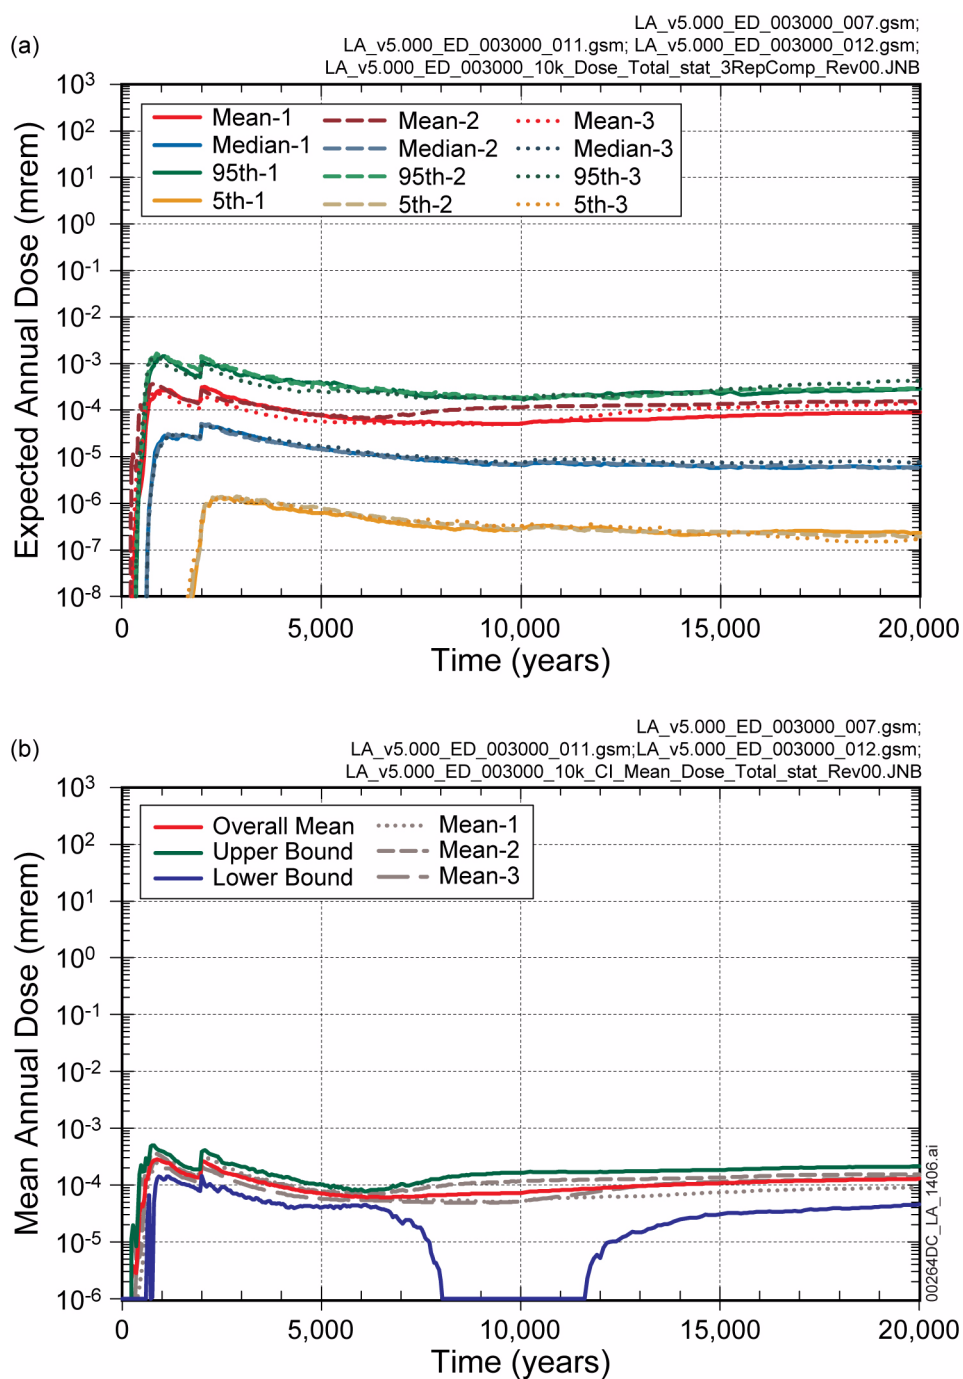 (a)
LA_v5.000_ED_003000_007.gsm;
LA_v5.000_ED_003000_011.gsm; LA_v5.000_ED_003000_012.gsm;
LA_v5.000_ED_003000_10k_Dose_Total_stat_3RepComp_Rev00.JNB
Expected Annual Dose (mrem)
10³
10²
10¹
10⁰
10⁻¹
10⁻²
10⁻³
10⁻⁴
10⁻⁵
10⁻⁶
10⁻⁷
10⁻⁸
Mean-1 Mean-2 Mean-3
Median-1 Median-2 Median-3
95th-1 95th-2 95th-3
5th-1 5th-2 5th-3
0 5,000 10,000 15,000 20,000
Time (years)
(b)
LA_v5.000_ED_003000_007.gsm;
LA_v5.000_ED_003000_011.gsm;LA_v5.000_ED_003000_012.gsm;
LA_v5.000_ED_003000_10k_CI_Mean_Dose_Total_stat_Rev00.JNB
Mean Annual Dose (mrem)
10³
10²
10¹
10⁰
10⁻¹
10⁻²
10⁻³
10⁻⁴
10⁻⁵
10⁻⁶
Overall Mean Mean-1
Upper Bound Mean-2
Lower Bound Mean-3
0 5,000 10,000 15,000 20,000
Time (years)
00264DC_LA_1406.ai